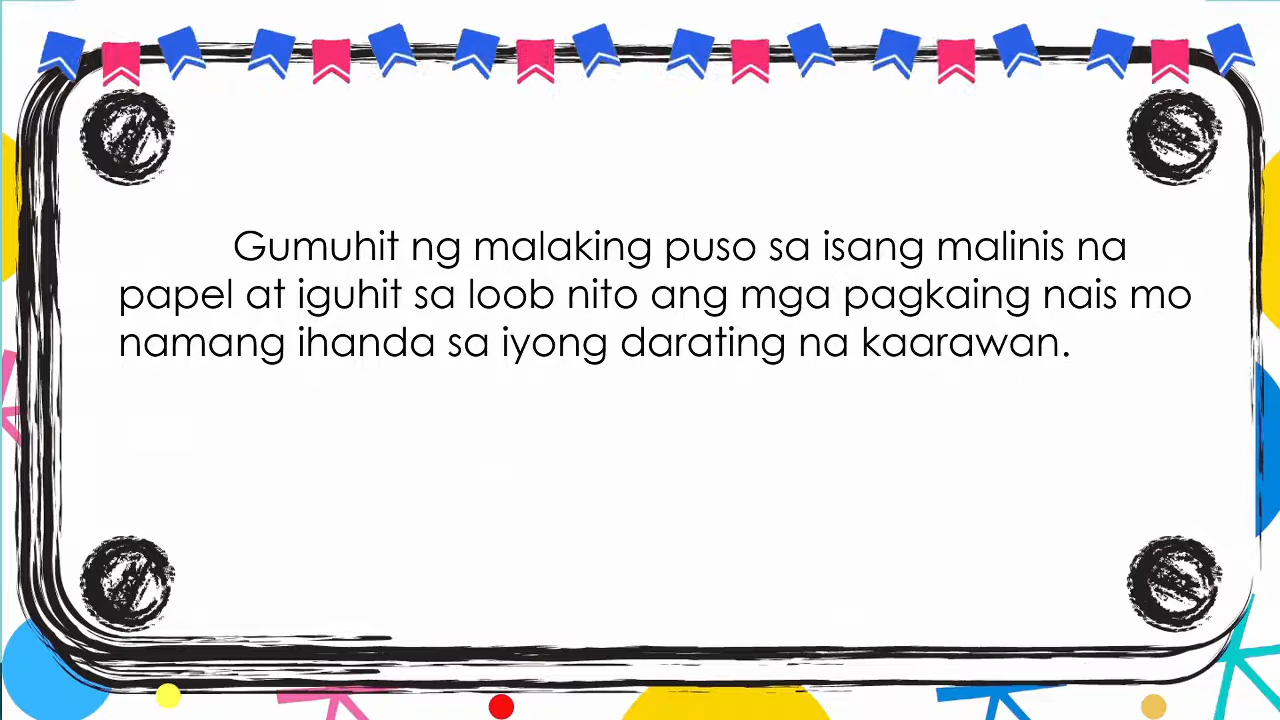 Gumuhit ng malaking puso sa isang malinis na
papel at iguhit sa loob nito ang mga pagkaing nais mo
namang ihanda sa iyong darating na kaarawan.